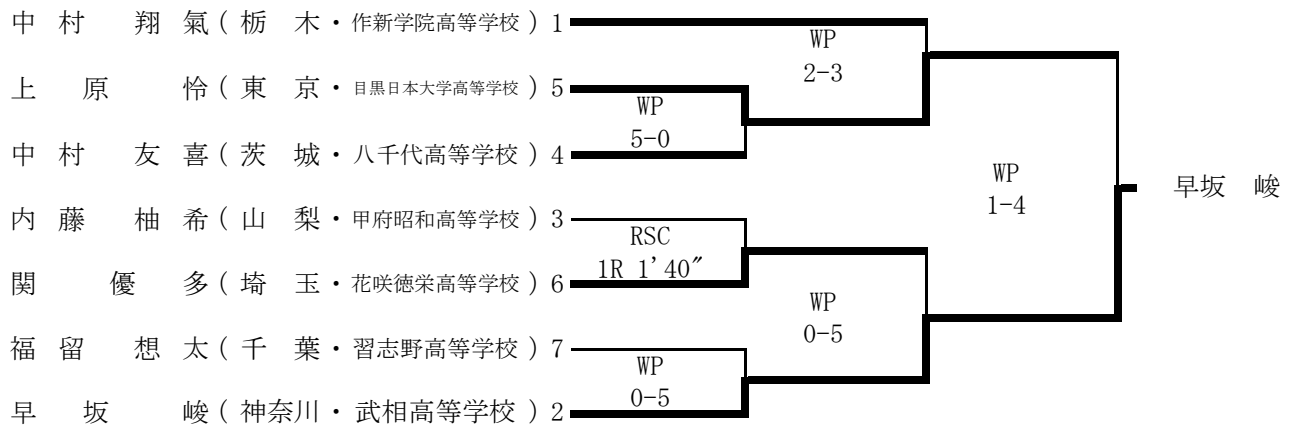 中村 翔氣(栃木・作新学院高等学校)1
WP
2-3
上原 怜(東京・目黒日本大学高等学校)5
WP
5-0
中村 友喜(茨城・八千代高等学校)4
WP
1-4
早坂 峻
内藤 柚希(山梨・甲府昭和高等学校)3
RSC
1R 1'40″
関 優多(埼玉・花咲徳栄高等学校)6
WP
0-5
福留 想太(千葉・習志野高等学校)7
WP
0-5
早坂 峻(神奈川・武相高等学校)2